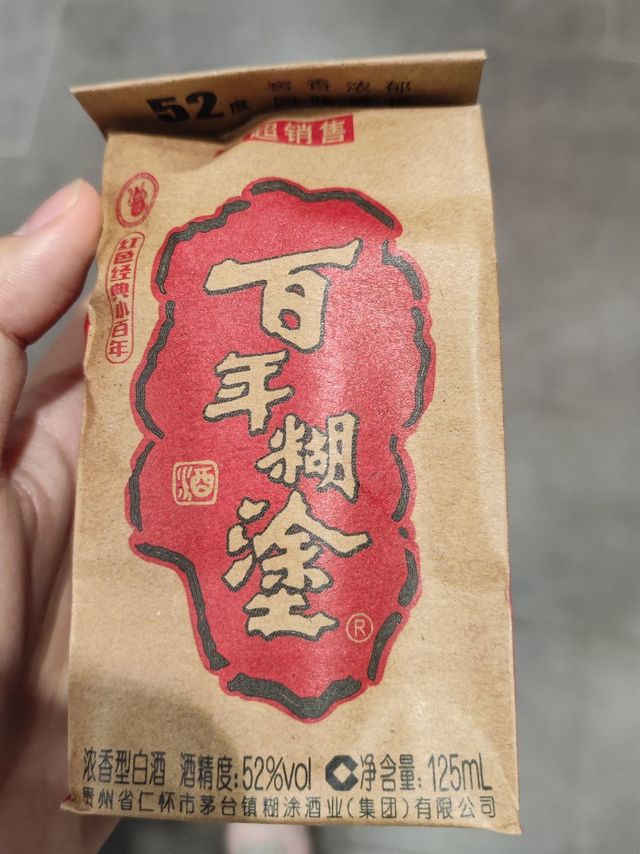 52度
窖香浓郁
超销售
红色经典小百年
百年糊塗
酒
®
浓香型白酒 酒精度:52%vol 净含量:125mL
贵州省仁怀市茅台镇糊涂酒业(集团)有限公司